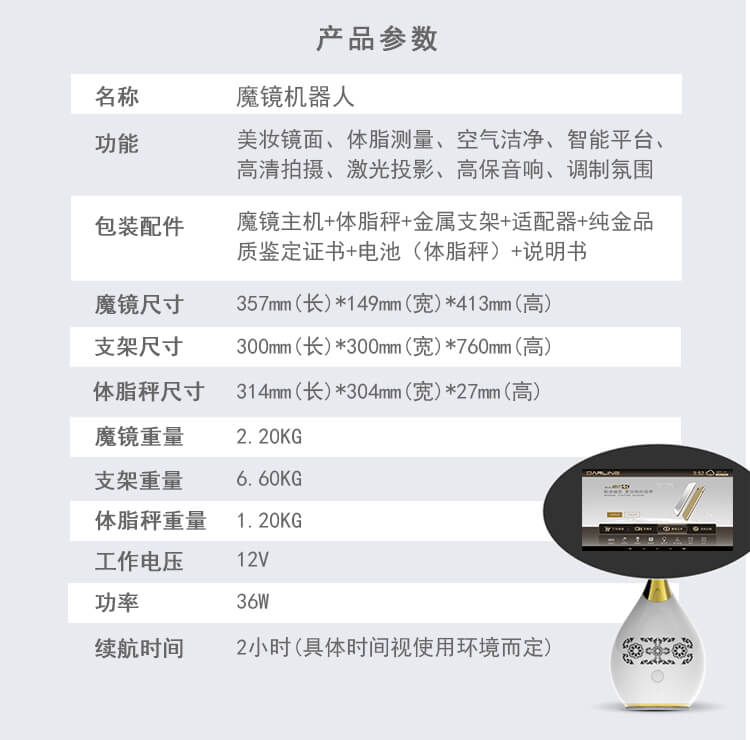 产品参数
名称 魔镜机器人
功能 美妆镜面、体脂测量、空气洁净、智能平台、
高清拍摄、激光投影、高保音响、调制氛围
包装配件 魔镜主机+体脂秤+金属支架+适配器+纯金品
质鉴定证书+电池（体脂秤）+说明书
魔镜尺寸 357mm(长)*149mm(宽)*413mm(高)
支架尺寸 300mm(长)*300mm(宽)*760mm(高)
体脂秤尺寸 314mm(长)*304mm(宽)*27mm(高)
魔镜重量 2.20KG
支架重量 6.60KG
体脂秤重量 1.20KG
工作电压 12V
功率 36W
续航时间 2小时(具体时间视使用环境而定)
DARLING